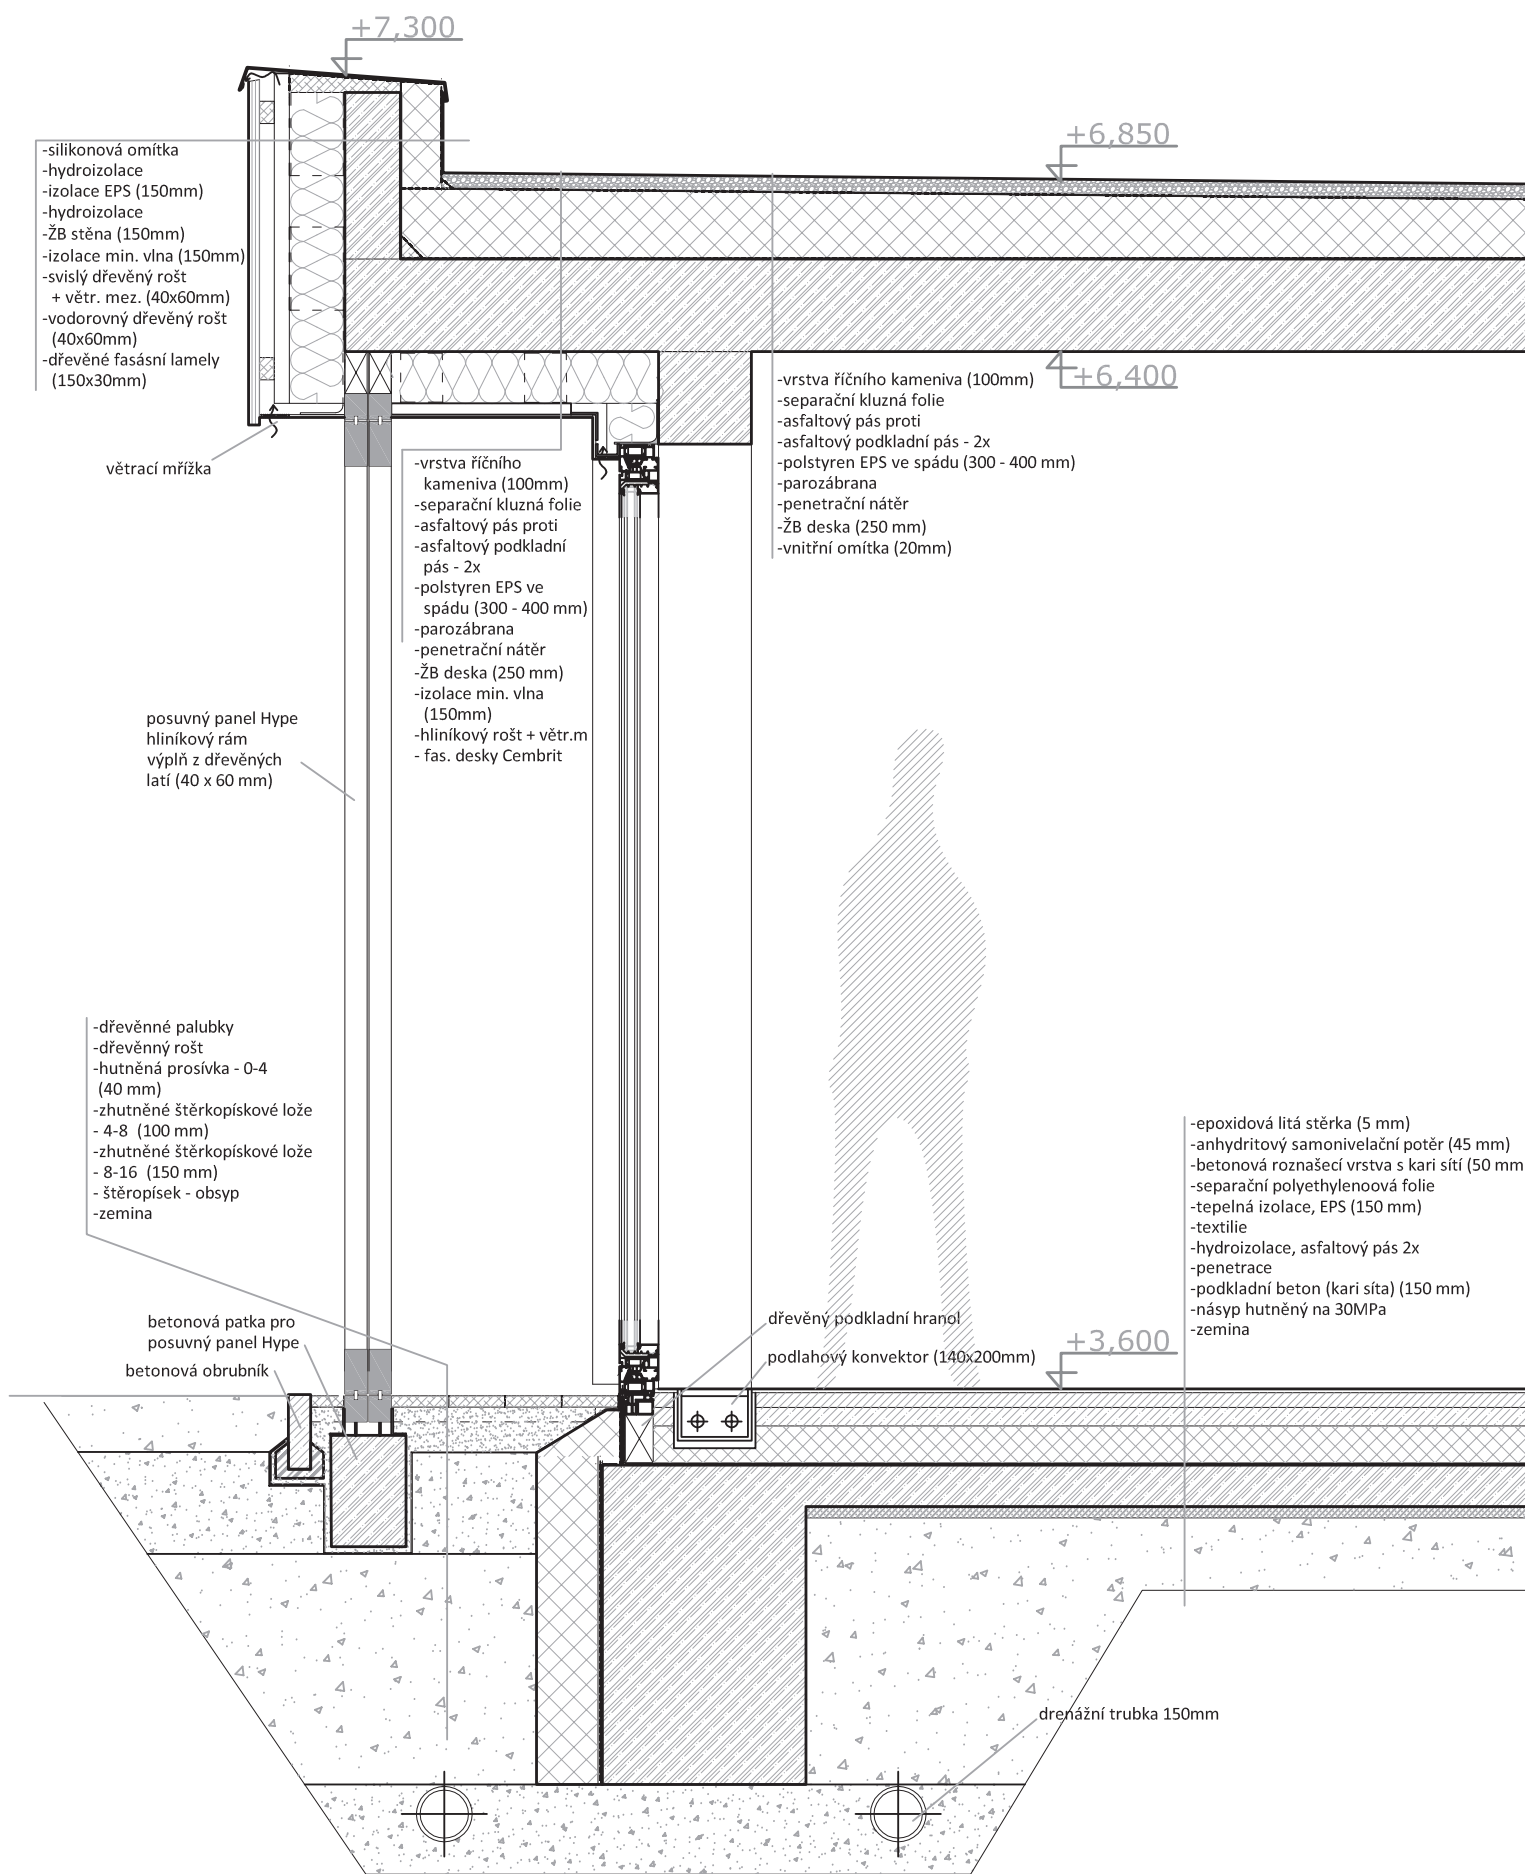 +7,300
+6,850
-silikonová omítka
-hydroizolace
-izolace EPS (150mm)
-hydroizolace
-ŽB stěna (150mm)
-izolace min. vlna (150mm)
-svislý dřevěný rošt
+ větr. mez. (40x60mm)
-vodorovný dřevěný rošt
(40x60mm)
-dřevěné fasásní lamely
(150x30mm)
větrací mřížka
+6,400
-vrstva říčního kameniva (100mm)
-separační kluzná folie
-asfaltový pás proti
-asfaltový podkladní pás - 2x
-polstyren EPS ve spádu (300 - 400 mm)
-parozábrana
-penetrační nátěr
-ŽB deska (250 mm)
-vnitřní omítka (20mm)
-vrstva říčního
kameniva (100mm)
-separační kluzná folie
-asfaltový pás proti
-asfaltový podkladní
pás - 2x
-polstyren EPS ve
spádu (300 - 400 mm)
-parozábrana
-penetrační nátěr
-ŽB deska (250 mm)
-izolace min. vlna
(150mm)
-hliníkový rošt + větr.m
- fas. desky Cembrit
posuvný panel Hype
hliníkový rám
výplň z dřevěných
latí (40 x 60 mm)
-dřevěnné palubky
-dřevěnný rošt
-hutněná prosívka - 0-4
(40 mm)
-zhutněné štěrkopískové lože
- 4-8 (100 mm)
-zhutněné štěrkopískové lože
- 8-16 (150 mm)
- štěropísek - obsyp
-zemina
-epoxidová litá stěrka (5 mm)
-anhydritový samonivelační potěr (45 mm)
-betonová roznašecí vrstva s kari sítí (50 mm
-separační polyethylenoová folie
-tepelná izolace, EPS (150 mm)
-textilie
-hydroizolace, asfaltový pás 2x
-penetrace
-podkladní beton (kari síta) (150 mm)
-násyp hutněný na 30MPa
-zemina
betonová patka pro
posuvný panel Hype
betonová obrubník
dřevěný podkladní hranol
podlahový konvektor (140x200mm)
+3,600
drenážní trubka 150mm